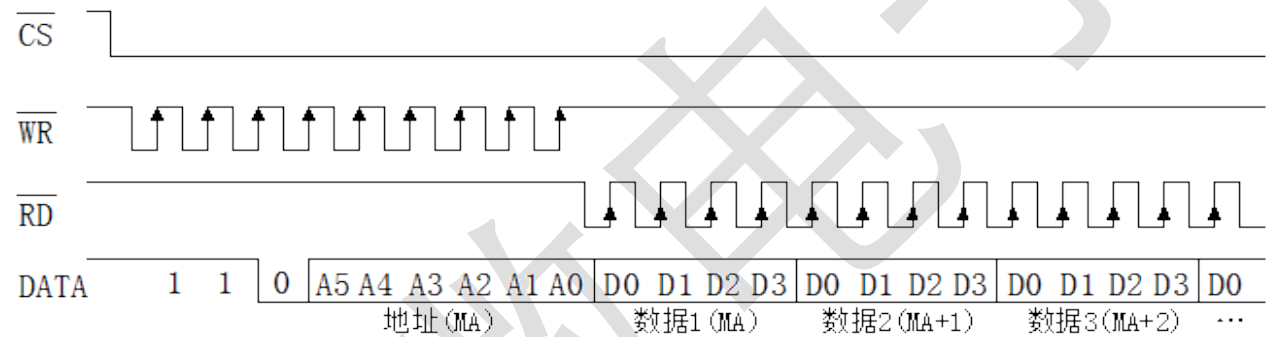 CS
WR
RD
DATA 1 1 0 A5 A4 A3 A2 A1 A0 D0 D1 D2 D3 D0 D1 D2 D3 D0 D1 D2 D3 D0
地址(MA) 数据1(MA) 数据2(MA+1) 数据3(MA+2) ...